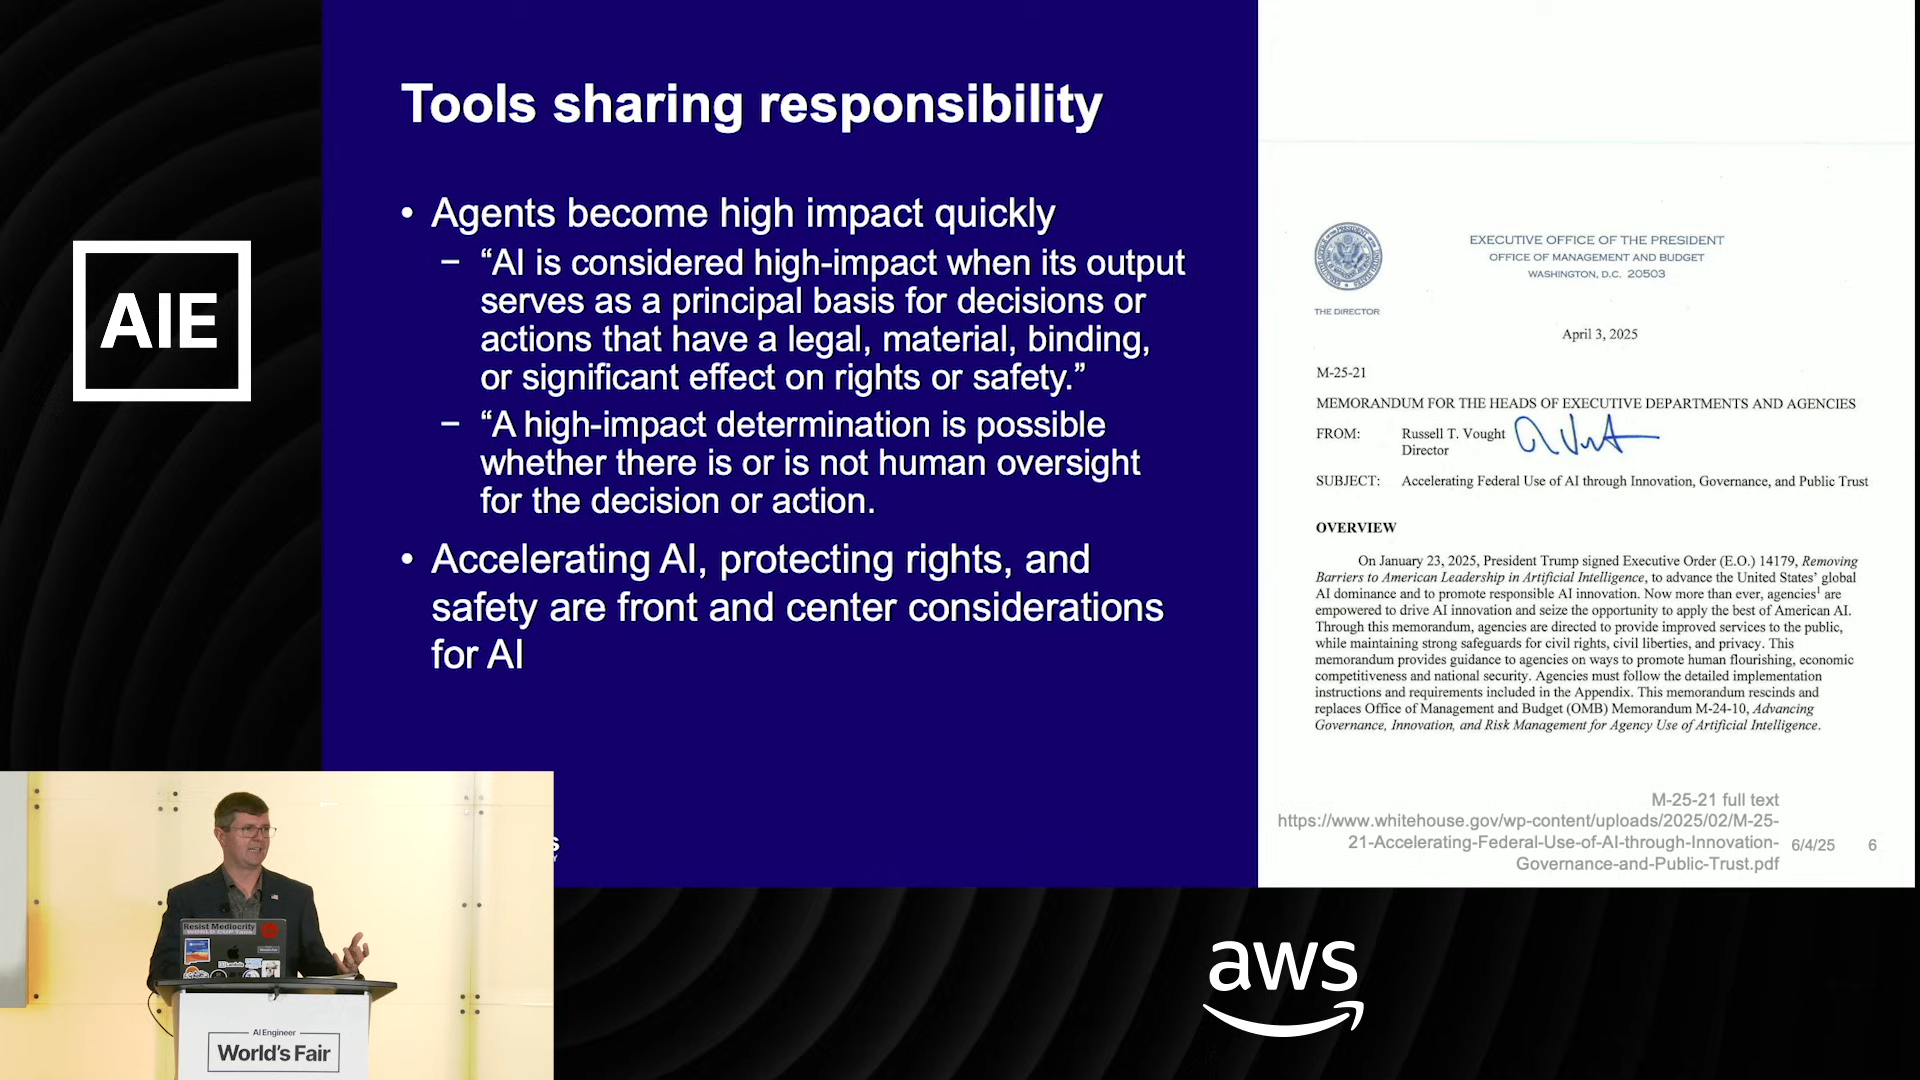 AIE
Tools sharing responsibility
• Agents become high impact quickly
– “AI is considered high-impact when its output
serves as a principal basis for decisions or
actions that have a legal, material, binding,
or significant effect on rights or safety.”
– “A high-impact determination is possible
whether there is or is not human oversight
for the decision or action.
• Accelerating AI, protecting rights, and
safety are front and center considerations
for AI
EXECUTIVE OFFICE OF THE PRESIDENT
OFFICE OF MANAGEMENT AND BUDGET
WASHINGTON, D.C. 20503
THE DIRECTOR
April 3, 2025
M-25-21
MEMORANDUM FOR THE HEADS OF EXECUTIVE DEPARTMENTS AND AGENCIES
FROM: Russell T. Vought
Director
SUBJECT: Accelerating Federal Use of AI through Innovation, Governance, and Public Trust
OVERVIEW
On January 23, 2025, President Trump signed Executive Order (E.O.) 14179, Removing
Barriers to American Leadership in Artificial Intelligence, to advance the United States’ global
AI dominance and to promote responsible AI innovation. Now more than ever, agencies1 are
empowered to drive AI innovation and seize the opportunity to apply the best of American AI.
Through this memorandum, agencies are directed to provide improved services to the public,
while maintaining strong safeguards for civil rights, civil liberties, and privacy. This
memorandum provides guidance to agencies on ways to promote human flourishing, economic
competitiveness and national security. Agencies must follow the detailed implementation
instructions and requirements included in the Appendix. This memorandum rescinds and
replaces Office of Management and Budget (OMB) Memorandum M-24-10, Advancing
Governance, Innovation, and Risk Management for Agency Use of Artificial Intelligence.
M-25-21 full text
https://www.whitehouse.gov/wp-content/uploads/2025/02/M-25-
21-Accelerating-Federal-Use-of-AI-through-Innovation-
Governance-and-Public-Trust.pdf
6/4/25 6
Resist Mediocrity
AI Engineer
World’s Fair
aws